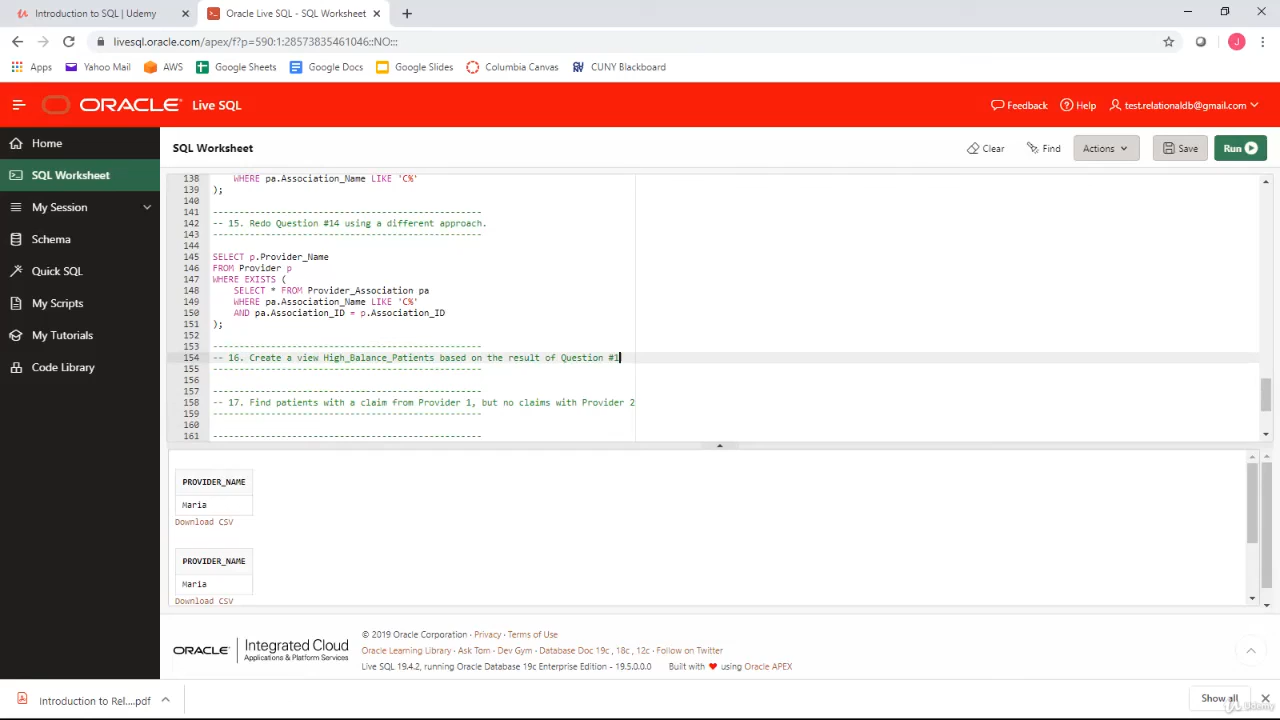 Introduction to SQL | Udemy
Oracle Live SQL - SQL Worksheet
livesql.oracle.com/apex/f?p=590:1:28573835461046::NO:::
J
Apps
Yahoo Mail
AWS
Google Sheets
Google Docs
Google Slides
Columbia Canvas
CUNY Blackboard
ORACLE® Live SQL
Feedback
Help
test.relationaldb@gmail.com
Home
SQL Worksheet
My Session
Schema
Quick SQL
My Scripts
My Tutorials
Code Library
SQL Worksheet
Clear
Find
Actions
Save
Run
138 WHERE pa.Association_Name LIKE 'C%'
139 );
140
141 ---------------------------------------------------
142 -- 15. Redo Question #14 using a different approach.
143 ---------------------------------------------------
144
145 SELECT p.Provider_Name
146 FROM Provider p
147 WHERE EXISTS (
148 SELECT * FROM Provider_Association pa
149 WHERE pa.Association_Name LIKE 'C%'
150 AND pa.Association_ID = p.Association_ID
151 );
152
153 ---------------------------------------------------
154 -- 16. Create a view High_Balance_Patients based on the result of Question #1
155 ---------------------------------------------------
156
157 ---------------------------------------------------
158 -- 17. Find patients with a claim from Provider 1, but no claims with Provider 2
159 ---------------------------------------------------
160
161 ---------------------------------------------------
PROVIDER_NAME
Maria
Download CSV
PROVIDER_NAME
Maria
Download CSV
ORACLE® Integrated Cloud
Applications & Platform Services
© 2019 Oracle Corporation · Privacy · Terms of Use
Oracle Learning Library · Ask Tom · Dev Gym · Database Doc 19c , 18c , 12c · Follow on Twitter
Live SQL 19.4.2, running Oracle Database 19c Enterprise Edition - 19.5.0.0.0 Built with ❤ using Oracle APEX
Introduction to Rel....pdf
Show all
Udemy